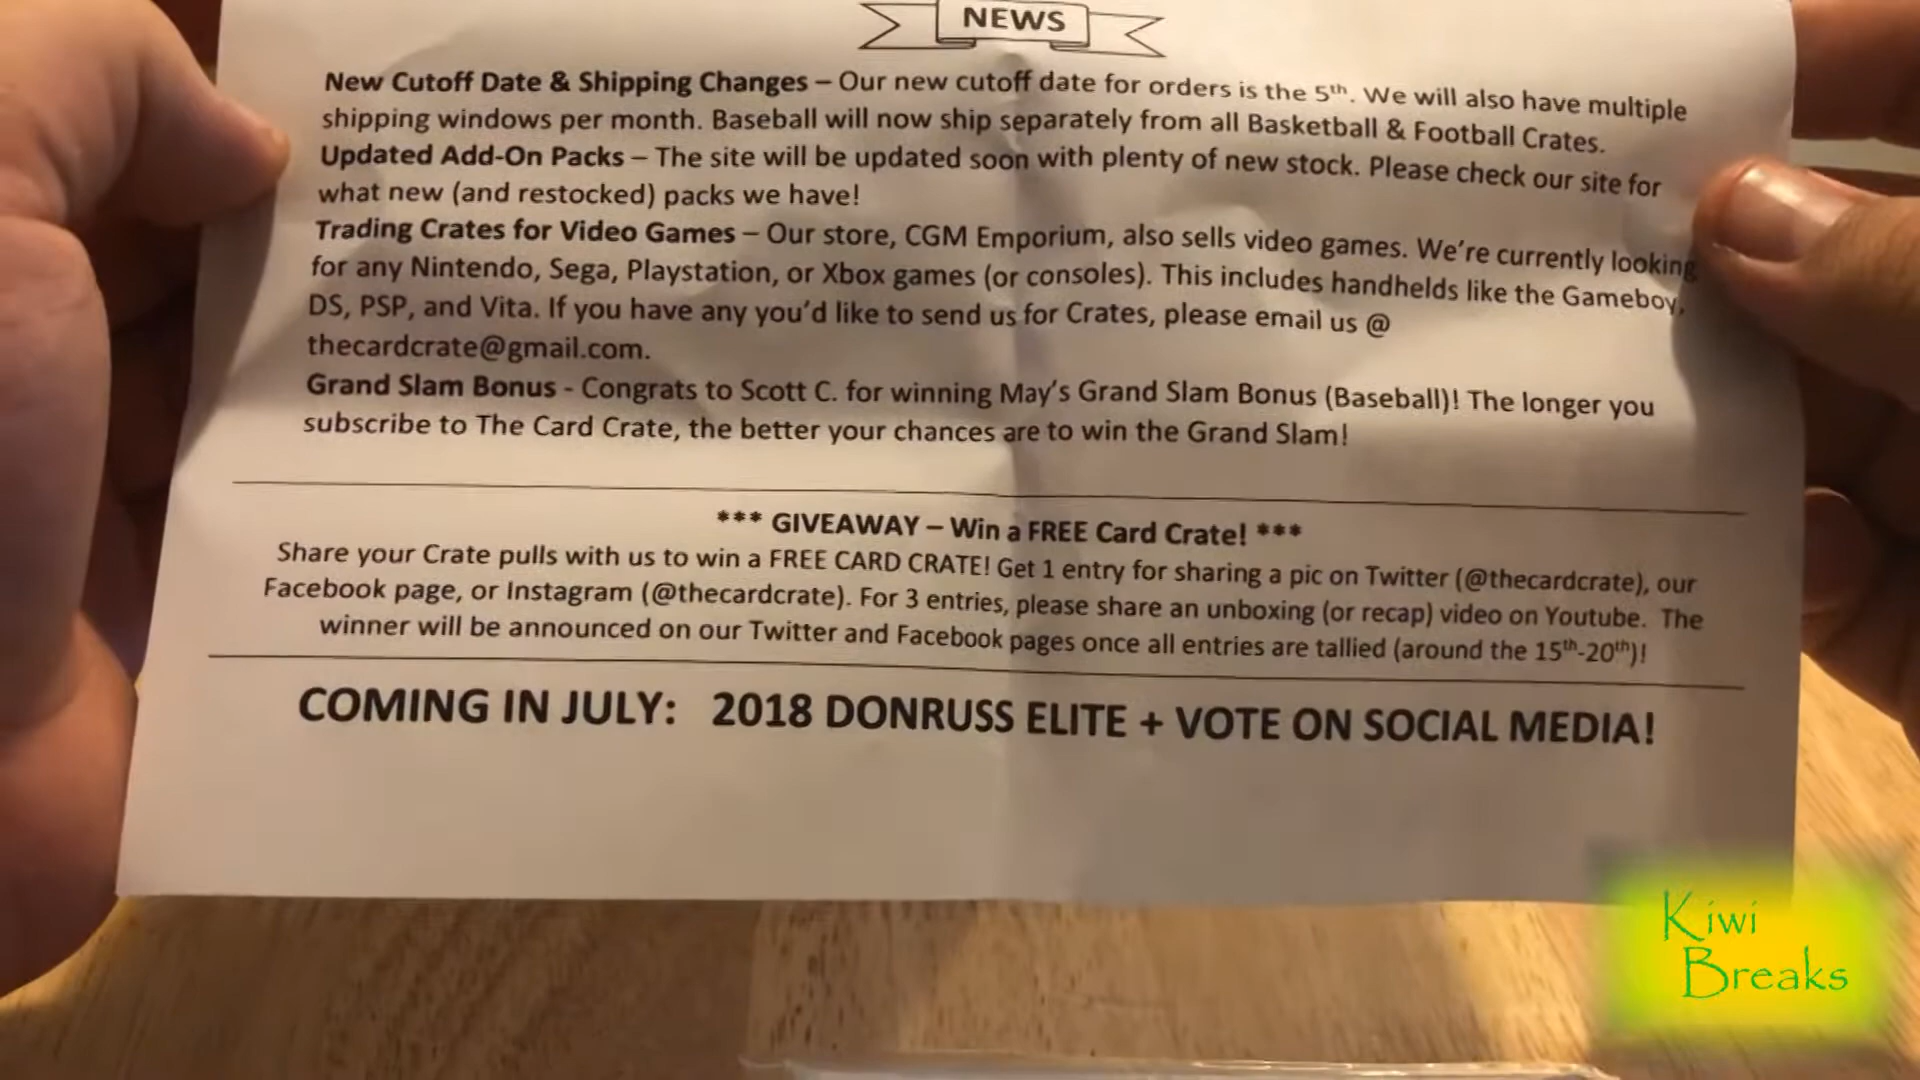 NEWS
New Cutoff Date & Shipping Changes – Our new cutoff date for orders is the 5th. We will also have multiple
shipping windows per month. Baseball will now ship separately from all Basketball & Football Crates.
Updated Add-On Packs – The site will be updated soon with plenty of new stock. Please check our site for
what new (and restocked) packs we have!
Trading Crates for Video Games – Our store, CGM Emporium, also sells video games. We're currently looking
for any Nintendo, Sega, Playstation, or Xbox games (or consoles). This includes handhelds like the Gameboy,
DS, PSP, and Vita. If you have any you'd like to send us for Crates, please email us @
thecardcrate@gmail.com.
Grand Slam Bonus - Congrats to Scott C. for winning May's Grand Slam Bonus (Baseball)! The longer you
subscribe to The Card Crate, the better your chances are to win the Grand Slam!
*** GIVEAWAY – Win a FREE Card Crate! ***
Share your Crate pulls with us to win a FREE CARD CRATE! Get 1 entry for sharing a pic on Twitter (@thecardcrate), our
Facebook page, or Instagram (@thecardcrate). For 3 entries, please share an unboxing (or recap) video on Youtube. The
winner will be announced on our Twitter and Facebook pages once all entries are tallied (around the 15th-20th)!
COMING IN JULY: 2018 DONRUSS ELITE + VOTE ON SOCIAL MEDIA!
Kiwi
Breaks